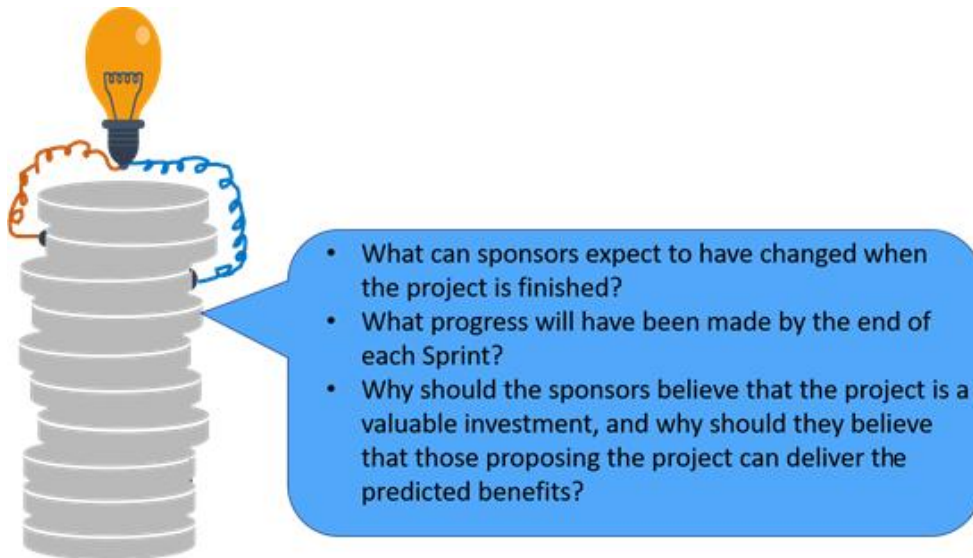 • What can sponsors expect to have changed when
the project is finished?
• What progress will have been made by the end of
each Sprint?
• Why should the sponsors believe that the project is a
valuable investment, and why should they believe
that those proposing the project can deliver the
predicted benefits?